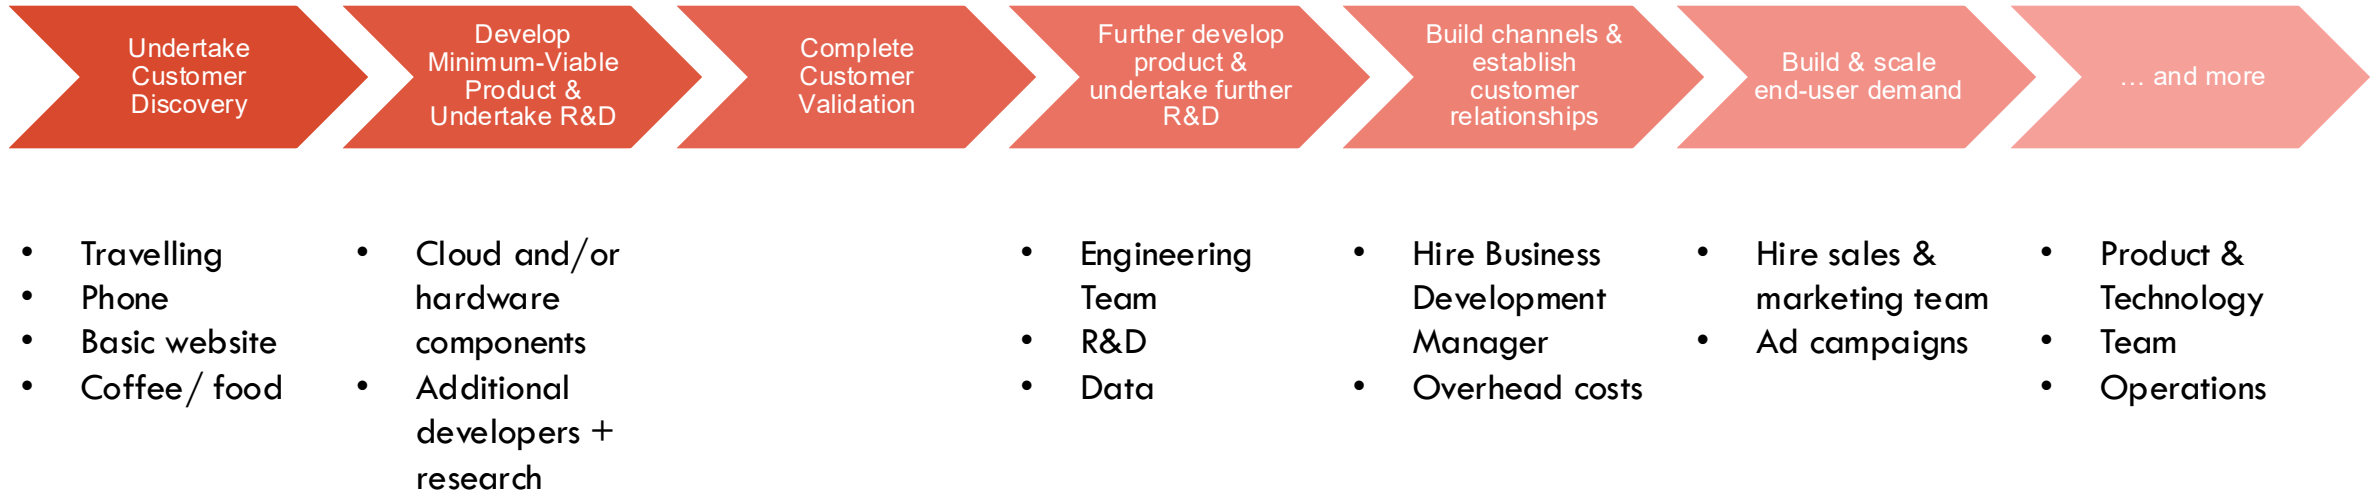 Undertake
Customer
Discovery
Develop
Minimum-Viable
Product &
Undertake R&D
Complete
Customer
Validation
Further develop
product &
undertake further
R&D
Build channels &
establish
customer
relationships
Build & scale
end-user demand
… and more
• Travelling
• Phone
• Basic website
• Coffee/ food
• Cloud and/or
hardware
components
• Additional
developers +
research
• Engineering
Team
• R&D
• Data
• Hire Business
Development
Manager
• Overhead costs
• Hire sales &
marketing team
• Ad campaigns
• Product &
Technology
• Team
• Operations